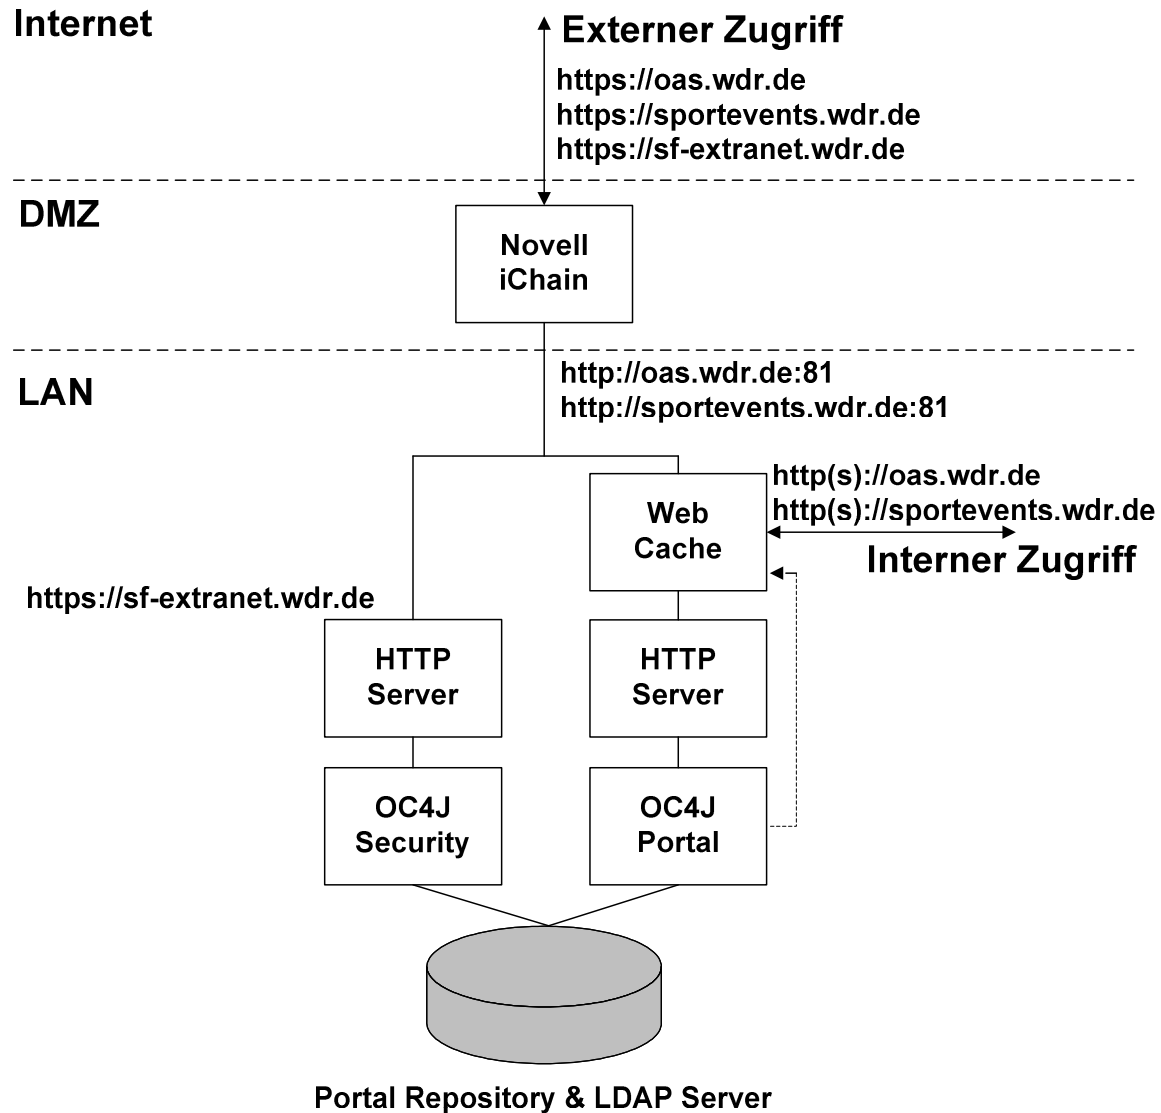 Internet
Externer Zugriff
https://oas.wdr.de
https://sportevents.wdr.de
https://sf-extranet.wdr.de
DMZ
Novell
iChain
LAN
http://oas.wdr.de:81
http://sportevents.wdr.de:81
http(s)://oas.wdr.de
http(s)://sportevents.wdr.de
Web
Cache
Interner Zugriff
https://sf-extranet.wdr.de
HTTP
Server
HTTP
Server
OC4J
Security
OC4J
Portal
Portal Repository & LDAP Server